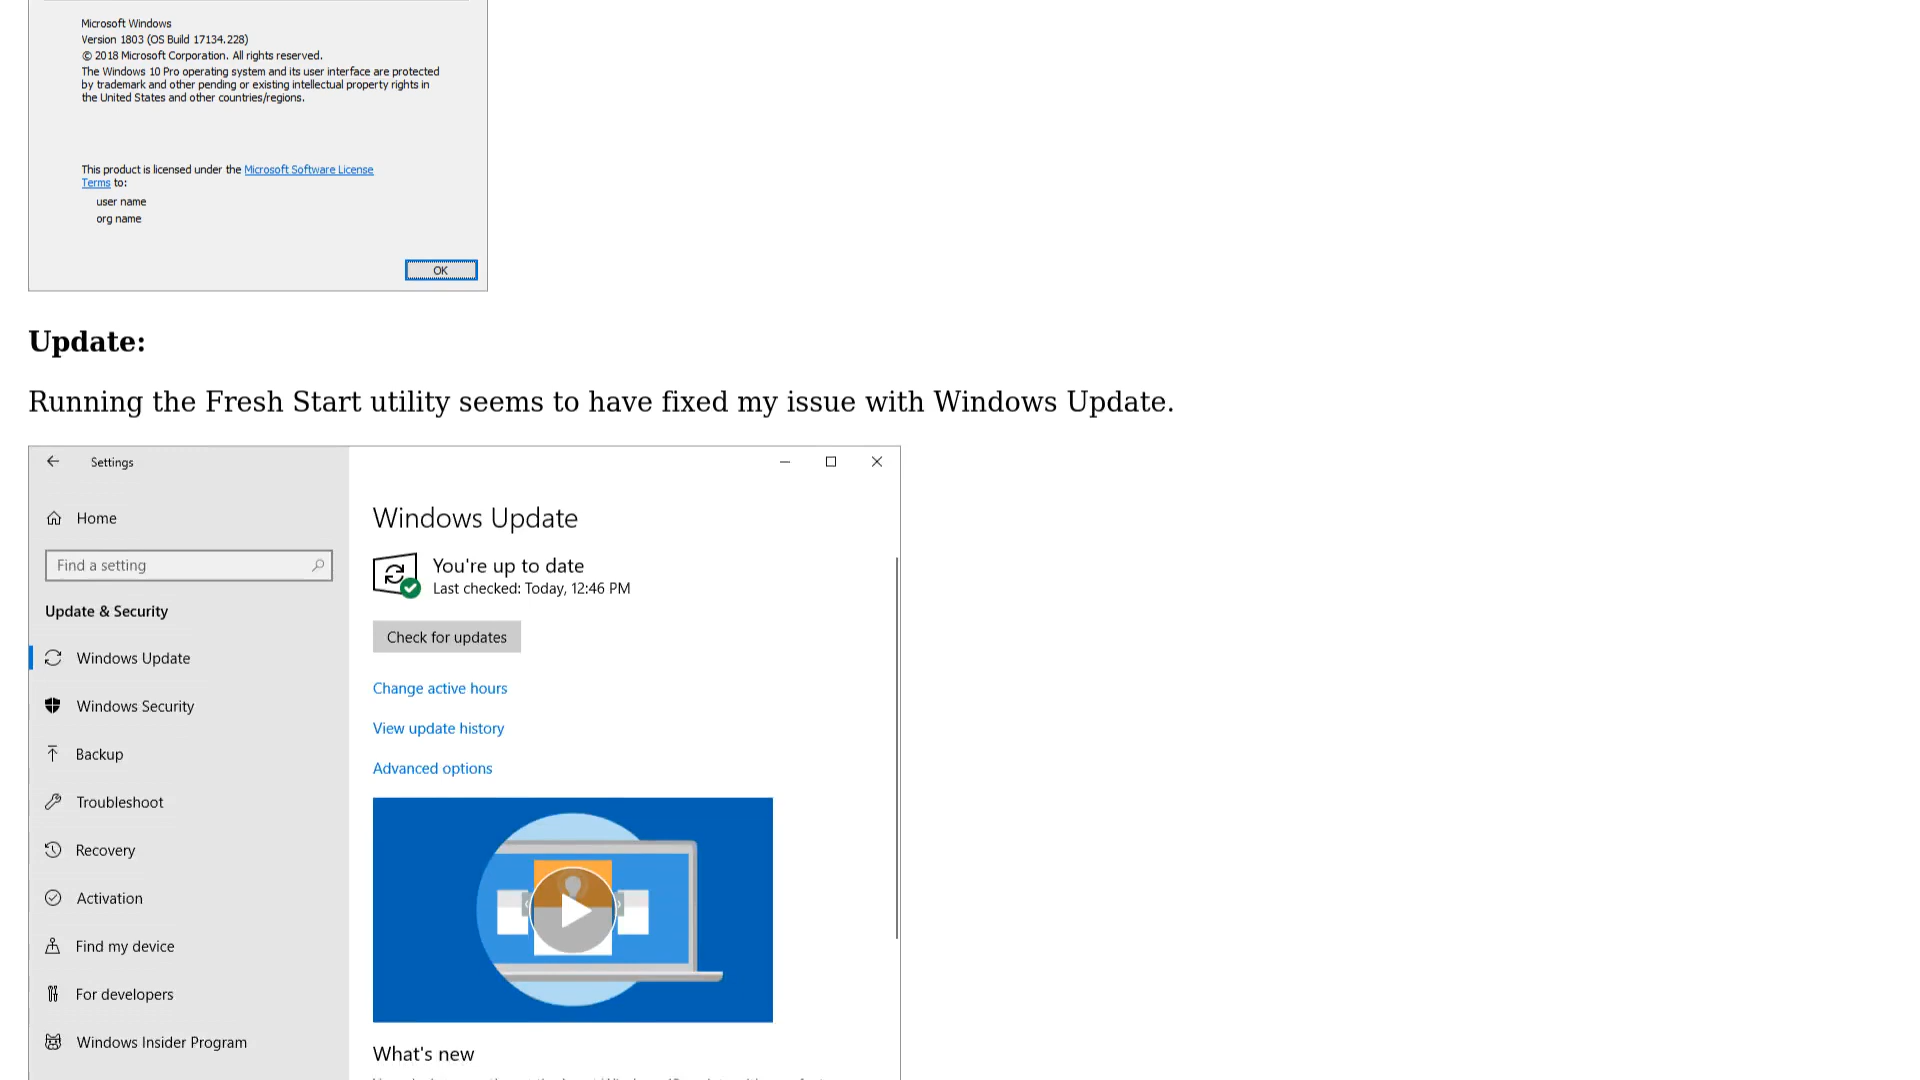 Microsoft Windows
Version 1803 (OS Build 17134.228)
© 2018 Microsoft Corporation. All rights reserved.
The Windows 10 Pro operating system and its user interface are protected
by trademark and other pending or existing intellectual property rights in
the United States and other countries/regions.
This product is licensed under the Microsoft Software License
Terms to:
user name
org name
OK
Update:
Running the Fresh Start utility seems to have fixed my issue with Windows Update.
Settings
Home
Find a setting
Update & Security
Windows Update
Windows Security
Backup
Troubleshoot
Recovery
Activation
Find my device
For developers
Windows Insider Program
Windows Update
You're up to date
Last checked: Today, 12:46 PM
Check for updates
Change active hours
View update history
Advanced options
What's new